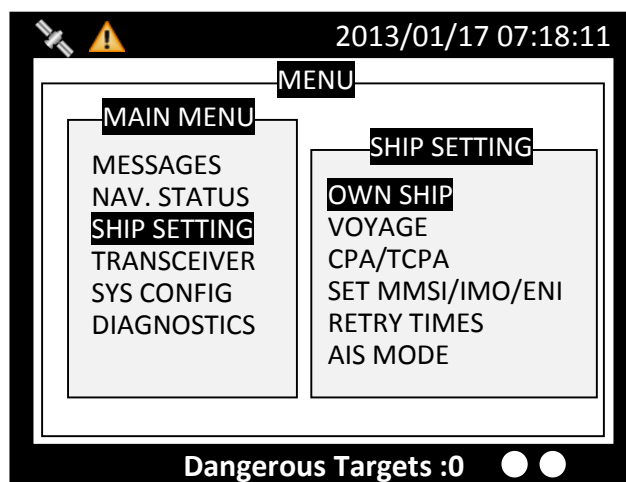 2013/01/17 07:18:11
MENU
MAIN MENU
MESSAGES
NAV. STATUS
SHIP SETTING
TRANSCEIVER
SYS CONFIG
DIAGNOSTICS
SHIP SETTING
OWN SHIP
VOYAGE
CPA/TCPA
SET MMSI/IMO/ENI
RETRY TIMES
AIS MODE
Dangerous Targets :0